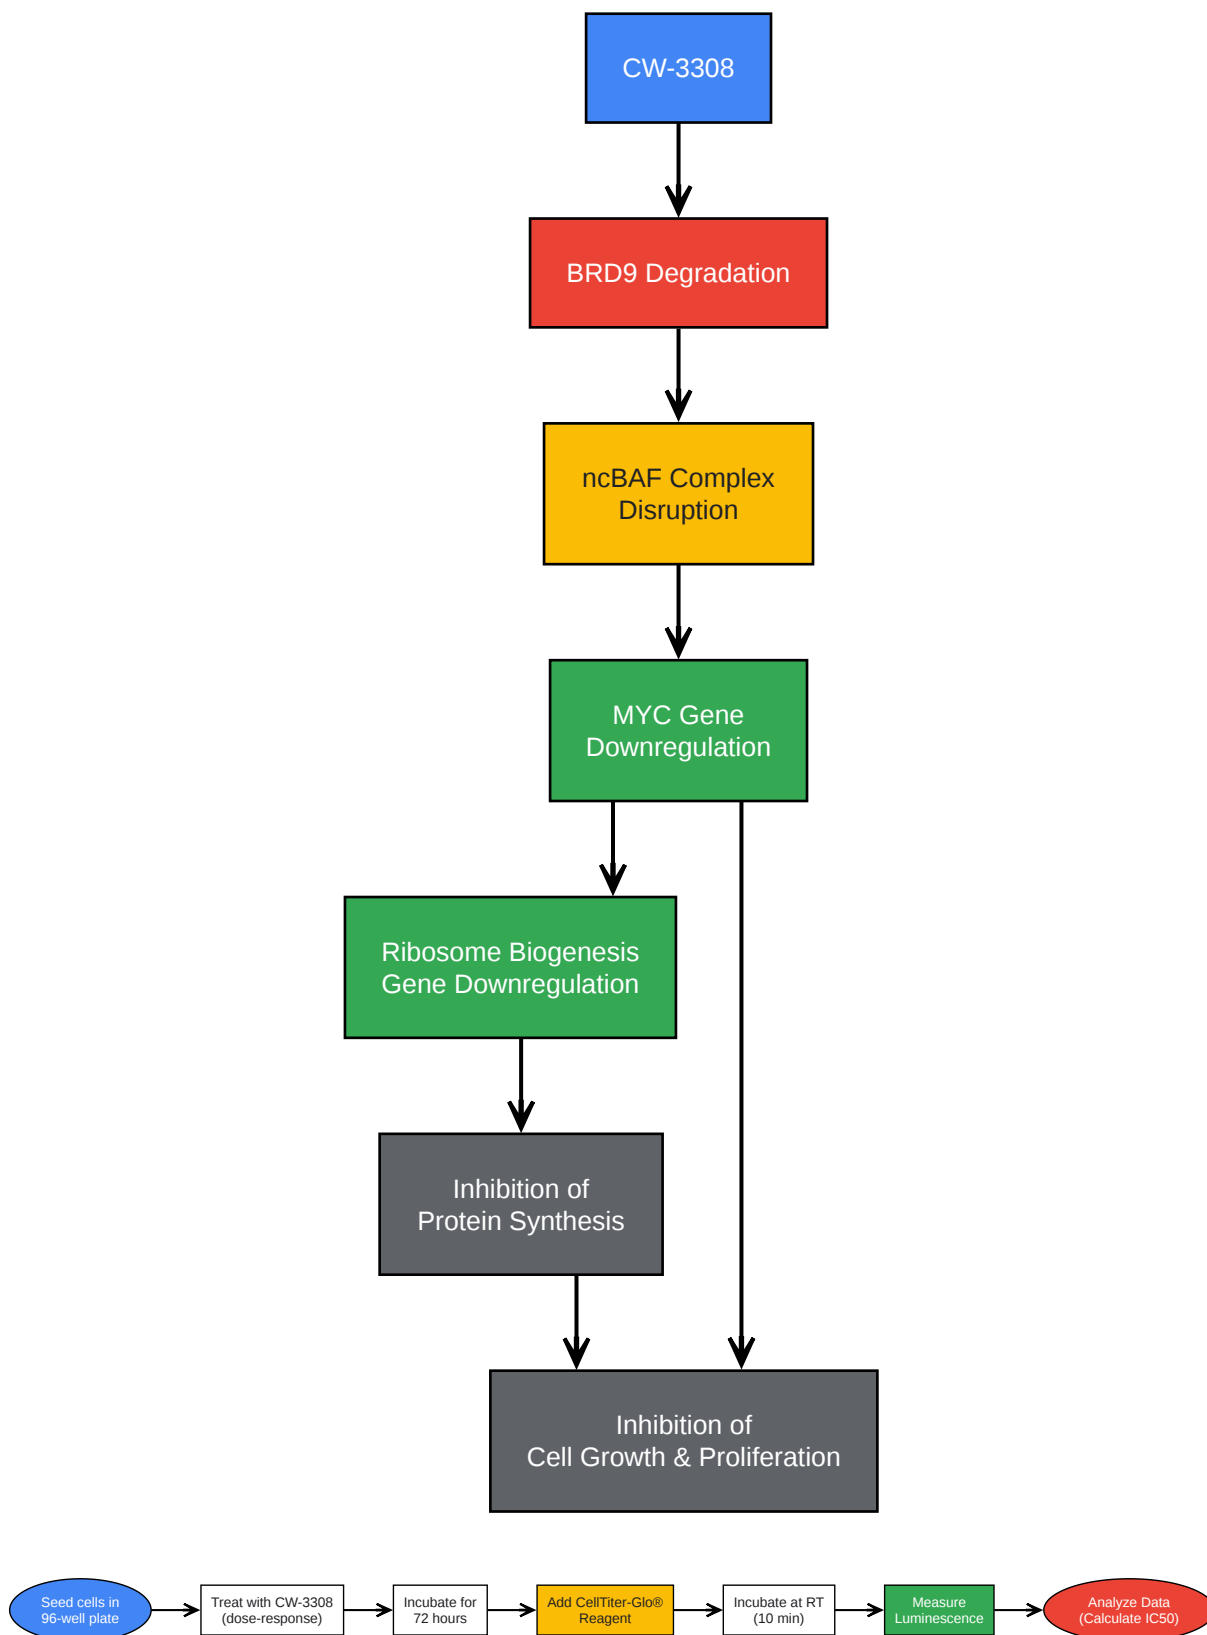 CW-3308
BRD9 Degradation
ncBAF Complex
Disruption
MYC Gene
Downregulation
Ribosome Biogenesis
Gene Downregulation
Inhibition of
Protein Synthesis
Inhibition of
Cell Growth & Proliferation
Seed cells in
96-well plate
Treat with CW-3308
(dose-response)
Incubate for
72 hours
Add CellTiter-Glo®
Reagent
Incubate at RT
(10 min)
Measure
Luminescence
Analyze Data
(Calculate IC50)